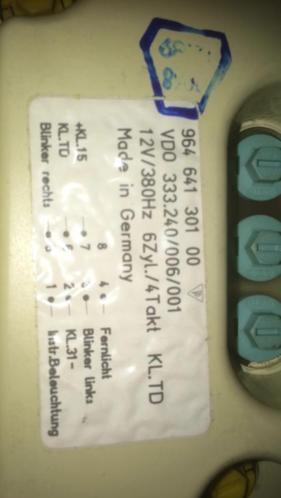 964 641 301 00
VDO 333.240/006/001
12V/380Hz 6Zyl./4Takt KL.TD
Made in Germany
8 4 Fernlicht
+KL.15 7 3 Blinker links
KL.TD 6 2 KL.31-
Blinker rechts 5 1 Instr.Beleuchtung